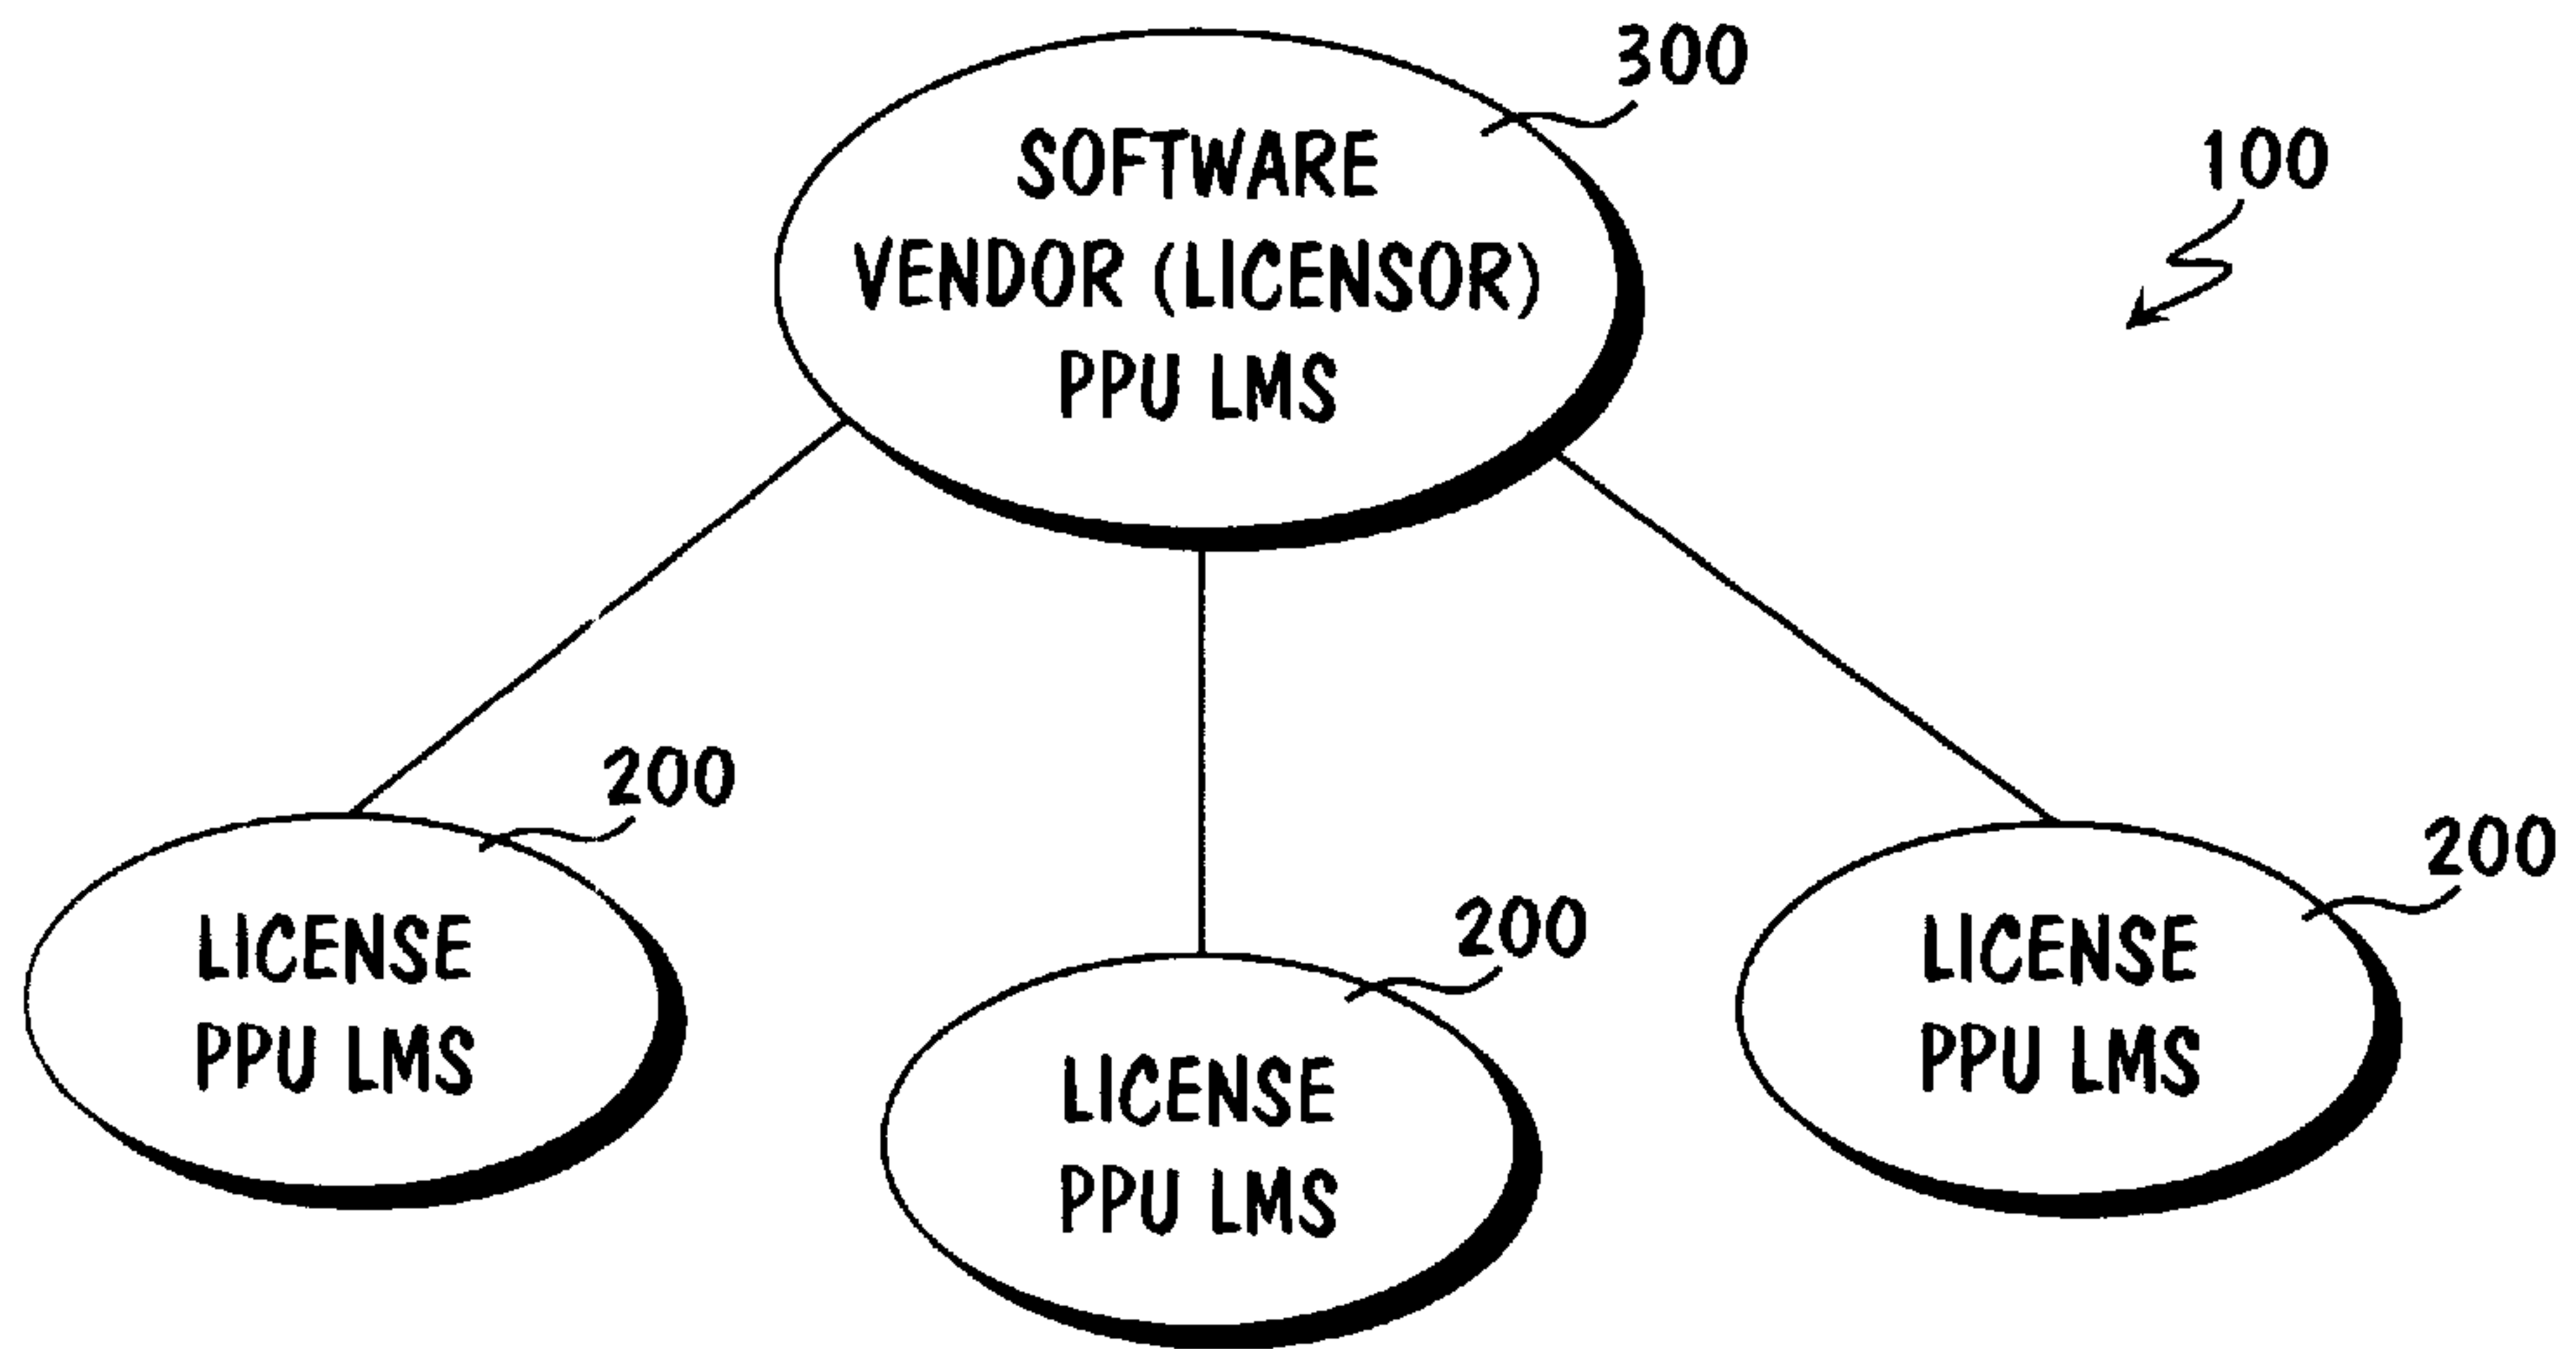 300
SOFTWARE
VENDOR (LICENSOR)
PPU LMS
100
200
LICENSE
PPU LMS
200
LICENSE
PPU LMS
200
LICENSE
PPU LMS